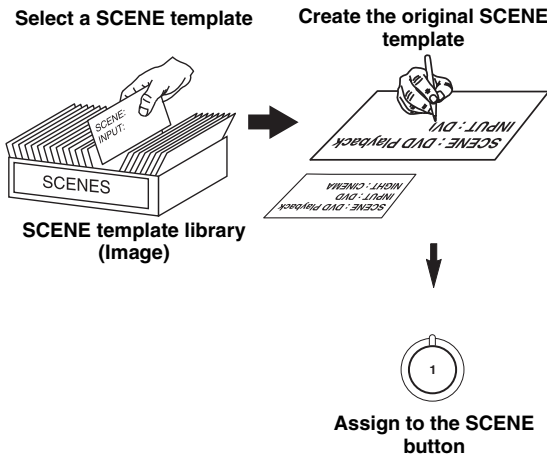 Select a SCENE template
Create the original SCENE
template
SCENE:
INPUT:
SCENES
SCENE template library
(Image)
SCENE : DVD Playback
INPUT : DVI
SCENE : DVD Playback
INPUT : DVD
NIGHT : CINEMA
1
Assign to the SCENE
button